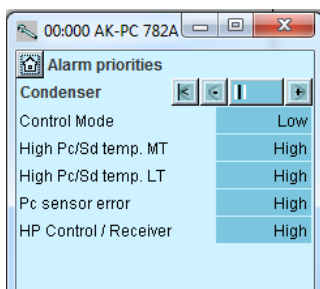 00:000 AK-PC 782A
Alarm priorities
Condenser
Control Mode Low
High Pc/Sd temp. MT High
High Pc/Sd temp. LT High
Pc sensor error High
HP Control / Receiver High